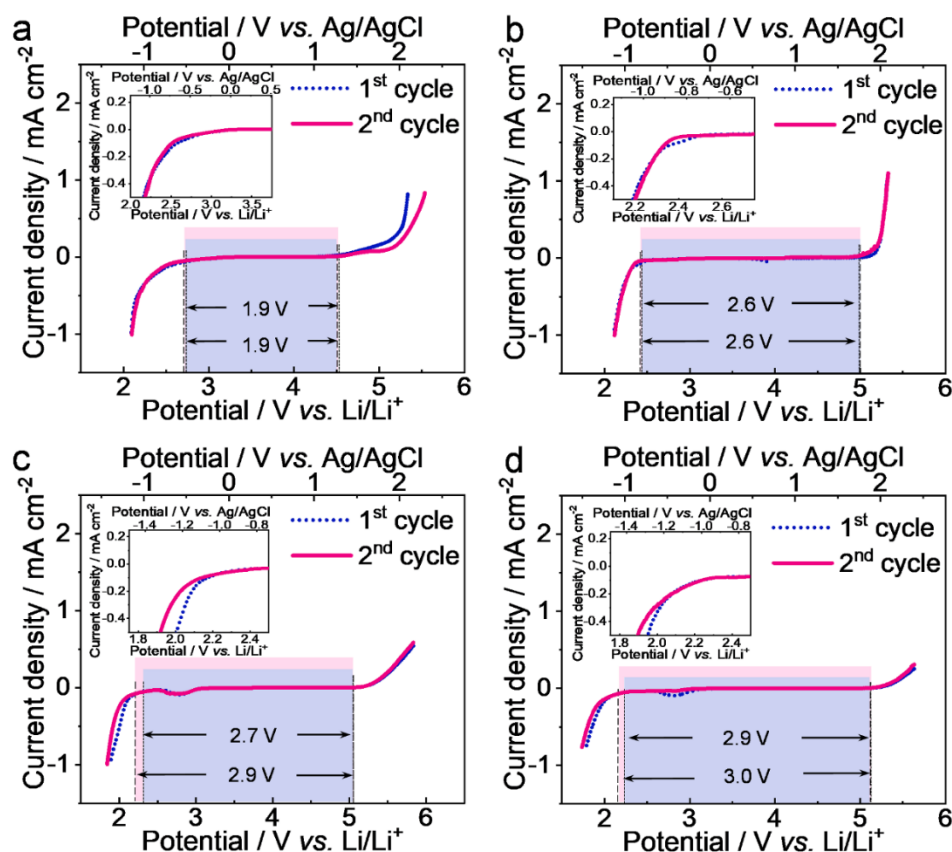 a
Potential / V vs. Ag/AgCl
-1 0 1 2
Current density / mA cm-2
2
1
0
-1
Potential / V vs. Ag/AgCl
-1.0 -0.5 0.0 0.5
Current density / mA cm-2
0.2
0.0
-0.2
-0.4
2.0 2.5 3.0 3.5
Potential / V vs. Li/Li+
1st cycle
2nd cycle
1.9 V
1.9 V
2 3 4 5 6
Potential / V vs. Li/Li+
b
Potential / V vs. Ag/AgCl
-1 0 1 2
Current density / mA cm-2
2
1
0
-1
Potential / V vs. Ag/AgCl
-1.0 -0.8 -0.6
Current density / mA cm-2
0.2
0.0
-0.2
-0.4
2.2 2.4 2.6
Potential / V vs. Li/Li+
1st cycle
2nd cycle
2.6 V
2.6 V
2 3 4 5 6
Potential / V vs. Li/Li+
c
Potential / V vs. Ag/AgCl
-1 0 1 2
Current density / mA cm-2
2
1
0
-1
Potential / V vs. Ag/AgCl
-1.4 -1.2 -1.0 -0.8
Current density / mA cm-2
0.2
0.0
-0.2
-0.4
1.8 2.0 2.2 2.4
Potential / V vs. Li/Li+
1st cycle
2nd cycle
2.7 V
2.9 V
2 3 4 5 6
Potential / V vs. Li/Li+
d
Potential / V vs. Ag/AgCl
-1 0 1 2
Current density / mA cm-2
2
1
0
-1
Potential / V vs. Ag/AgCl
-1.4 -1.2 -1.0 -0.8
Current density / mA cm-2
0.2
0.0
-0.2
-0.4
1.8 2.0 2.2 2.4
Potential / V vs. Li/Li+
1st cycle
2nd cycle
2.9 V
3.0 V
2 3 4 5 6
Potential / V vs. Li/Li+